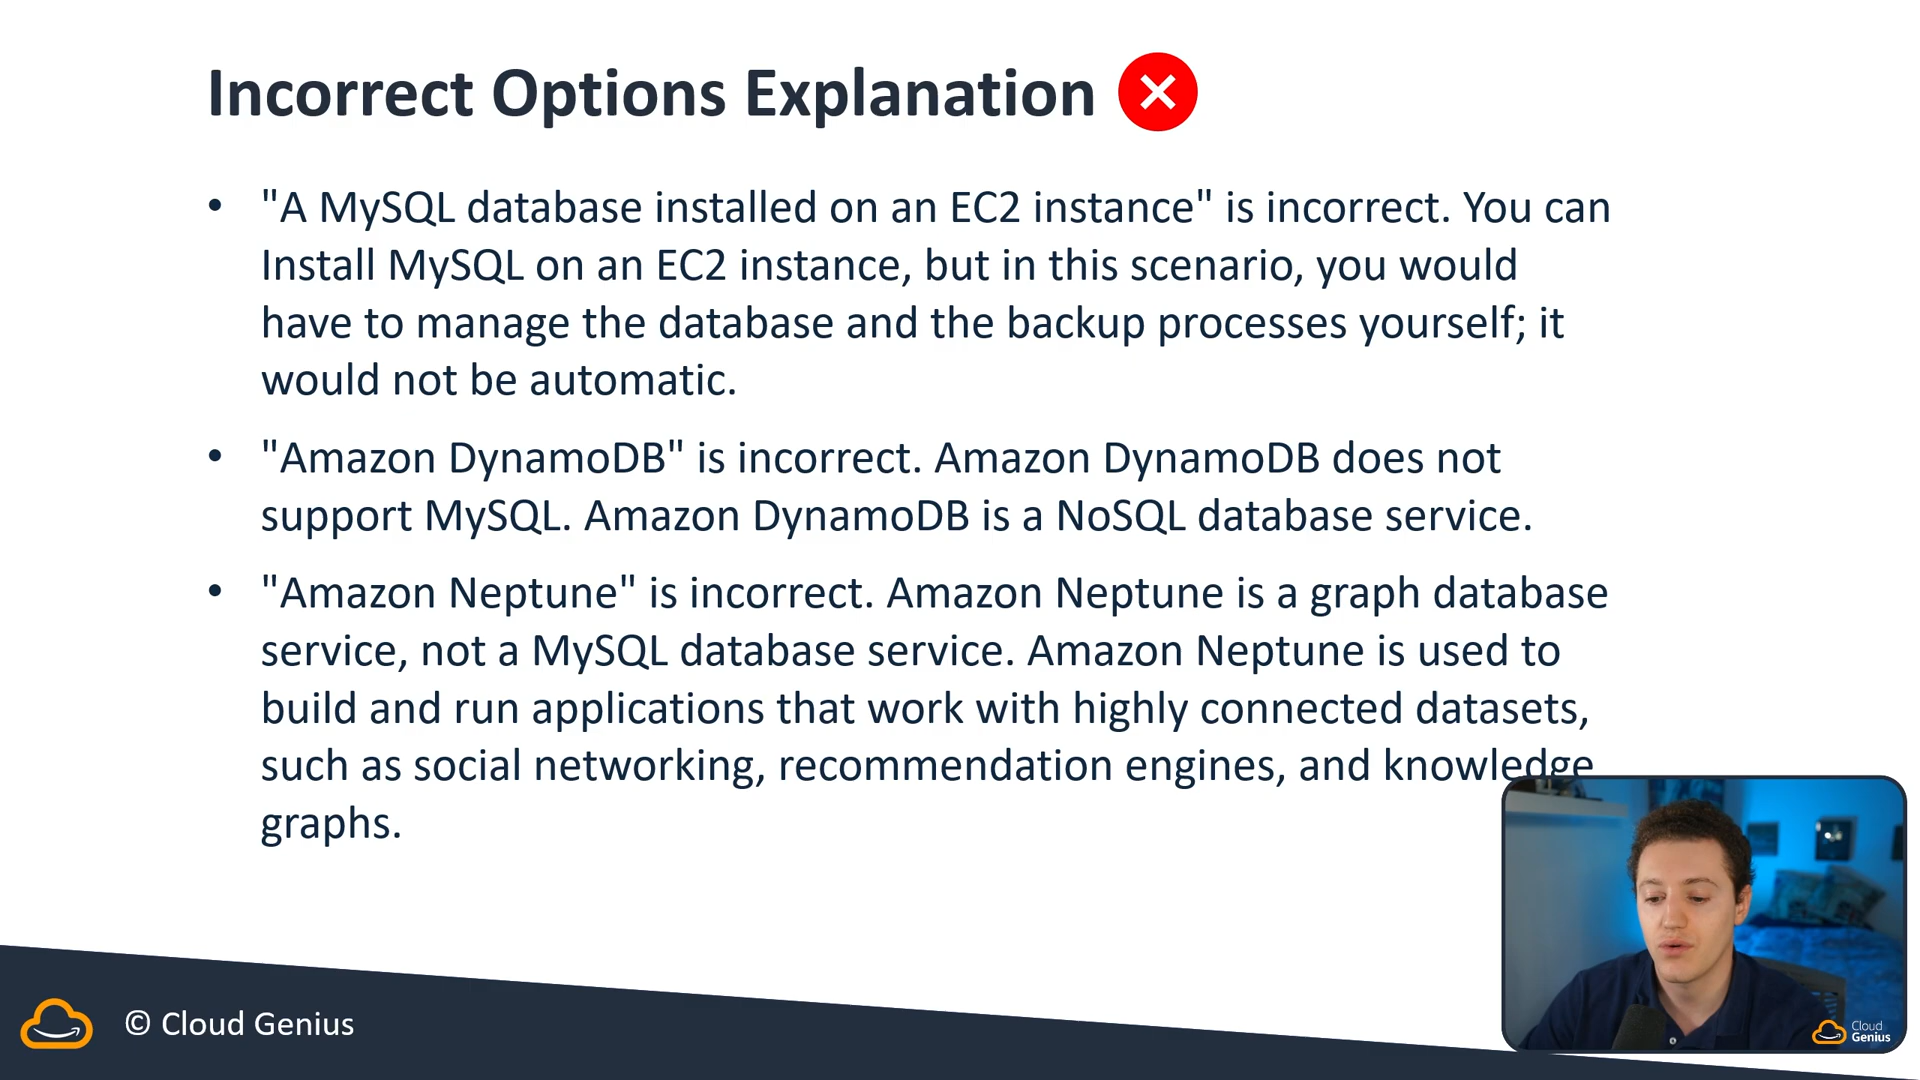 Incorrect Options Explanation
• "A MySQL database installed on an EC2 instance" is incorrect. You can
Install MySQL on an EC2 instance, but in this scenario, you would
have to manage the database and the backup processes yourself; it
would not be automatic.
• "Amazon DynamoDB" is incorrect. Amazon DynamoDB does not
support MySQL. Amazon DynamoDB is a NoSQL database service.
• "Amazon Neptune" is incorrect. Amazon Neptune is a graph database
service, not a MySQL database service. Amazon Neptune is used to
build and run applications that work with highly connected datasets,
such as social networking, recommendation engines, and knowledge
graphs.
© Cloud Genius
Cloud
Genius